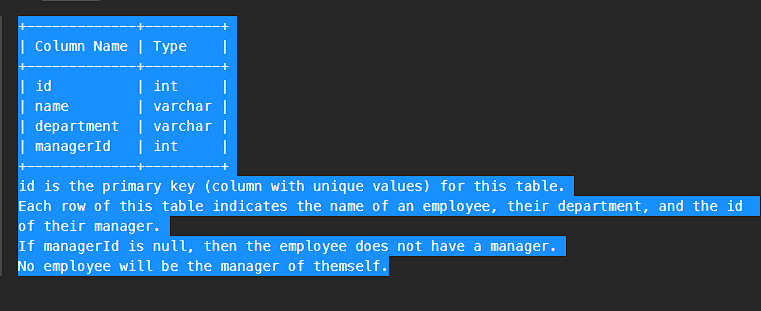 +-------------+---------+
| Column Name | Type    |
+-------------+---------+
| id          | int     |
| name        | varchar |
| department  | varchar |
| managerId   | int     |
+-------------+---------+
id is the primary key (column with unique values) for this table.
Each row of this table indicates the name of an employee, their department, and the id
of their manager.
If managerId is null, then the employee does not have a manager.
No employee will be the manager of themself.